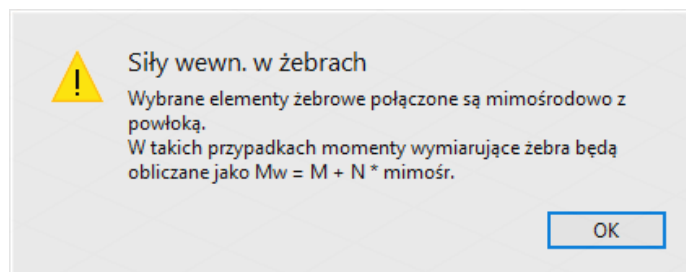 Siły wewn. w żebrach
Wybrane elementy żebrowe połączone są mimośrodowo z
powłoką.
W takich przypadkach momenty wymiarujące żebra będą
obliczane jako Mw = M + N * mimośr.
OK